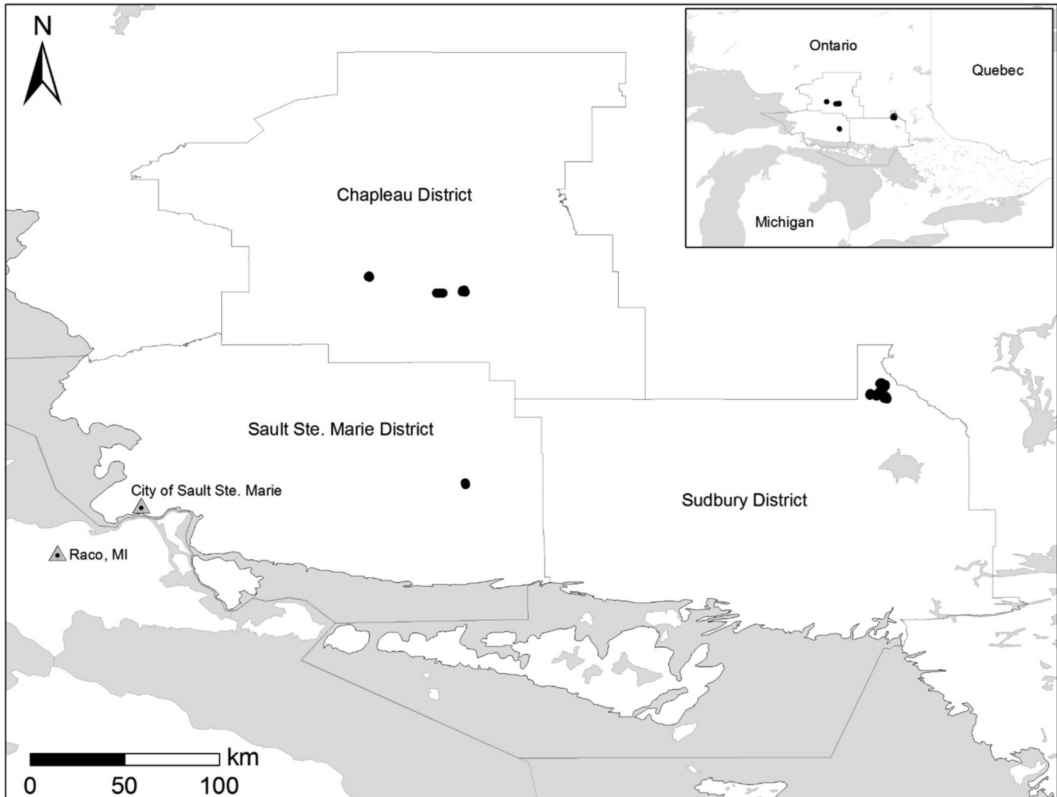 N
Ontario
Quebec
Michigan
Chapleau District
Sault Ste. Marie District
City of Sault Ste. Marie
Sudbury District
Raco, MI
km
0 50 100